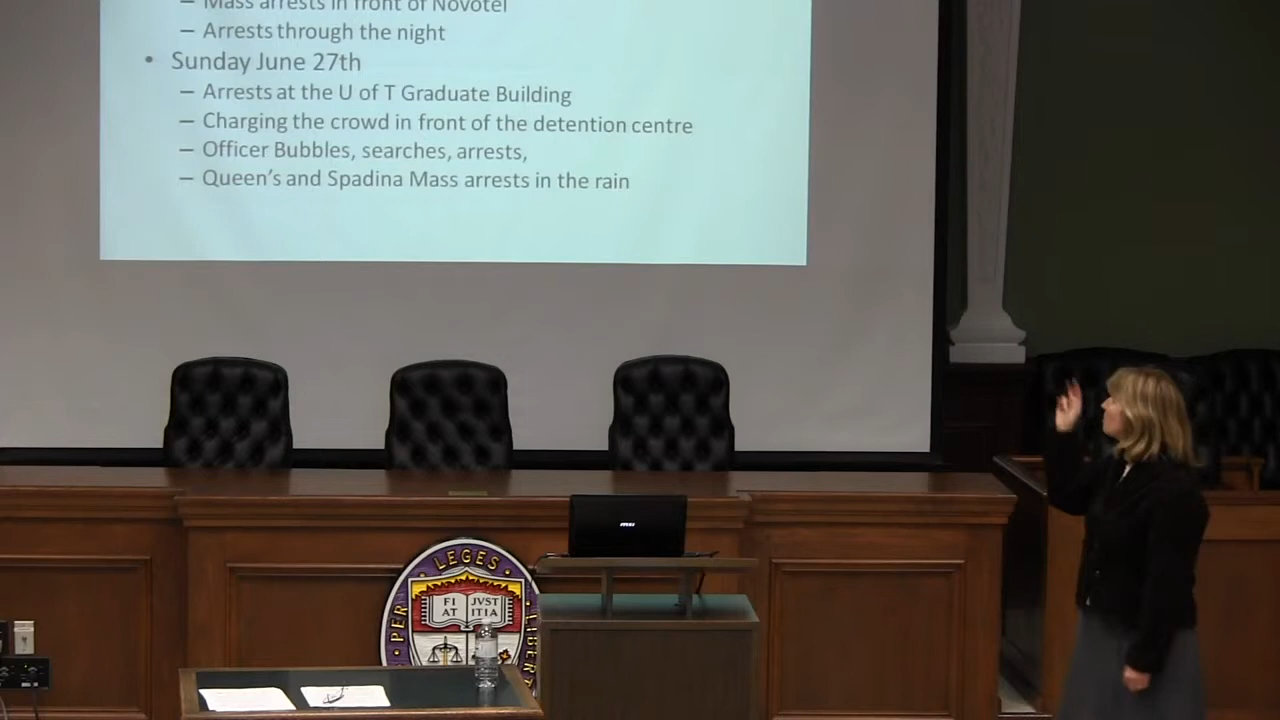 – Mass arrests in front of Novotel
– Arrests through the night
• Sunday June 27th
– Arrests at the U of T Graduate Building
– Charging the crowd in front of the detention centre
– Officer Bubbles, searches, arrests,
– Queen's and Spadina Mass arrests in the rain
msi
PER LEGES
FI AT JVST ITIA